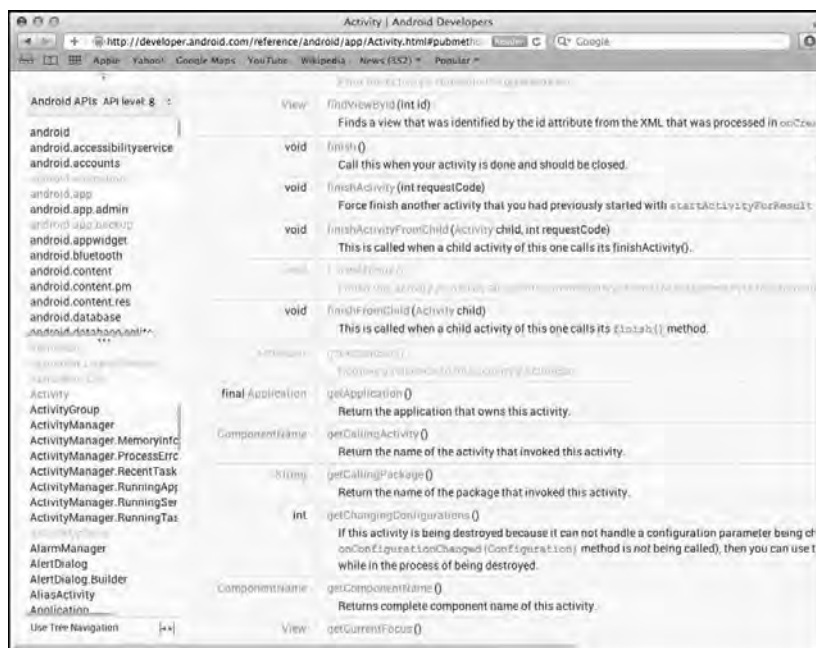 Activity | Android Developers
http://developer.android.com/reference/android/app/Activity.html#pubmeth
Reader
Google
Apple Yahoo! Google Maps YouTube Wikipedia News (352) Popular
Android APIs API level: 8
android
android.accessibilityservice
android.accounts
android.app
android.app.admin
android.app.backup
android.appwidget
android.bluetooth
android.content
android.content.pm
android.content.res
android.database
Activity
ActivityGroup
ActivityManager
ActivityManager.MemoryInfo
ActivityManager.ProcessErrc
ActivityManager.RecentTask
ActivityManager.RunningApp
ActivityManager.RunningSer
ActivityManager.RunningTas
AlarmManager
AlertDialog
AlertDialog.Builder
AliasActivity
Application
Use Tree Navigation
View findViewById (int id)
Finds a view that was identified by the id attribute from the XML that was processed in onCrea
void finish()
Call this when your activity is done and should be closed.
void finishActivity (int requestCode)
Force finish another activity that you had previously started with startActivityForResult
void finishActivityFromChild (Activity child, int requestCode)
This is called when a child activity of this one calls its finishActivity().
void finishFromChild (Activity child)
This is called when a child activity of this one calls its finish() method.
final Application getApplication ()
Return the application that owns this activity.
ComponentName getCallingActivity ()
Return the name of the activity that invoked this activity.
String getCallingPackage ()
Return the name of the package that invoked this activity.
int getChangingConfigurations ()
If this activity is being destroyed because it can not handle a configuration parameter being ch
onConfigurationChanged (Configuration) method is not being called), then you can use t
while in the process of being destroyed.
ComponentName getComponentName ()
Returns complete component name of this activity.
View getCurrentFocus ()